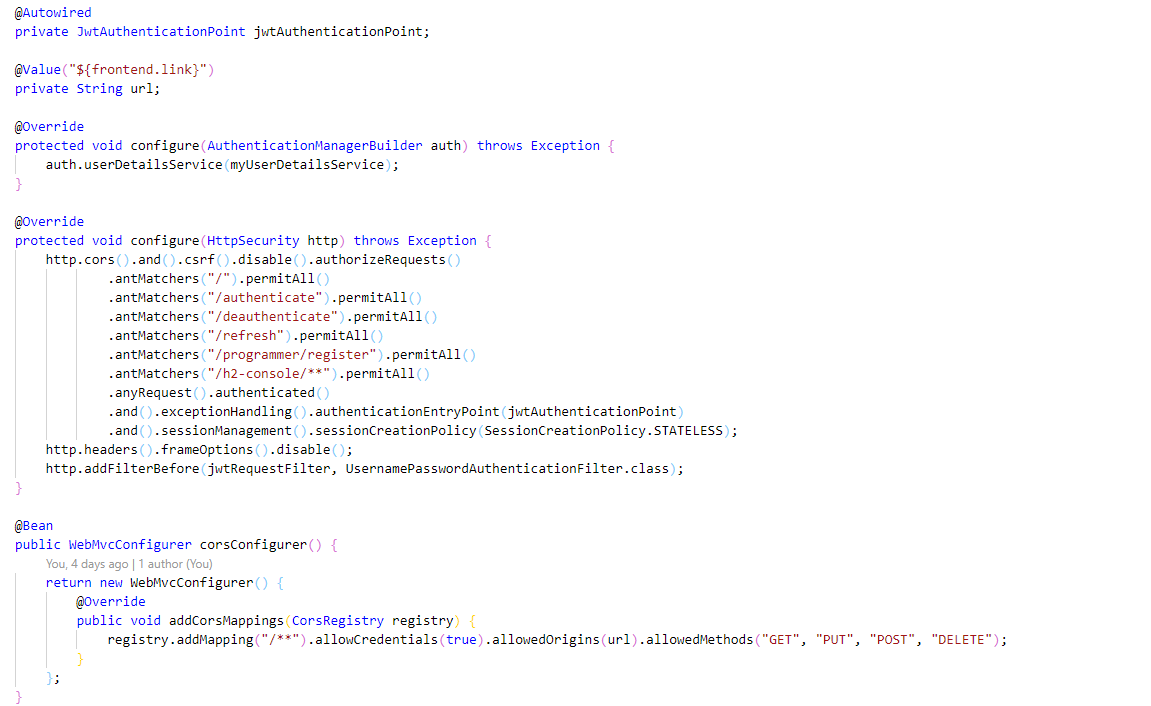 @Autowired
private JwtAuthenticationPoint jwtAuthenticationPoint;
@Value("${frontend.link}")
private String url;
@Override
protected void configure(AuthenticationManagerBuilder auth) throws Exception {
auth.userDetailsService(myUserDetailsService);
}
@Override
protected void configure(HttpSecurity http) throws Exception {
http.cors().and().csrf().disable().authorizeRequests()
.antMatchers("/").permitAll()
.antMatchers("/authenticate").permitAll()
.antMatchers("/deauthenticate").permitAll()
.antMatchers("/refresh").permitAll()
.antMatchers("/programmer/register").permitAll()
.antMatchers("/h2-console/**").permitAll()
.anyRequest().authenticated()
.and().exceptionHandling().authenticationEntryPoint(jwtAuthenticationPoint)
.and().sessionManagement().sessionCreationPolicy(SessionCreationPolicy.STATELESS);
http.headers().frameOptions().disable();
http.addFilterBefore(jwtRequestFilter, UsernamePasswordAuthenticationFilter.class);
}
@Bean
public WebMvcConfigurer corsConfigurer() {
You, 4 days ago | 1 author (You)
return new WebMvcConfigurer() {
@Override
public void addCorsMappings(CorsRegistry registry) {
registry.addMapping("/**").allowCredentials(true).allowedOrigins(url).allowedMethods("GET", "PUT", "POST", "DELETE");
}
};
}